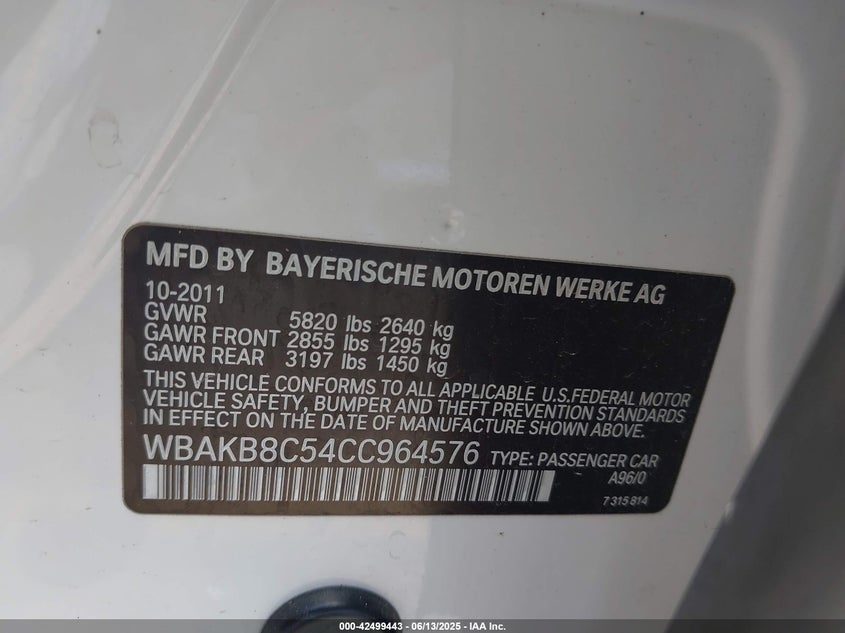 MFD BY BAYERISCHE MOTOREN WERKE AG
10-2011
GVWR 5820 lbs 2640 kg
GAWR FRONT 2855 lbs 1295 kg
GAWR REAR 3197 lbs 1450 kg
THIS VEHICLE CONFORMS TO ALL APPLICABLE U.S.FEDERAL MOTOR
VEHICLE SAFETY, BUMPER AND THEFT PREVENTION STANDARDS
IN EFFECT ON THE DATE OF MANUFACTURE SHOWN ABOVE.
WBAKB8C54CC964576 TYPE: PASSENGER CAR
A96/0
7 315 814
000-42499443 - 06/13/2025 - IAA Inc.